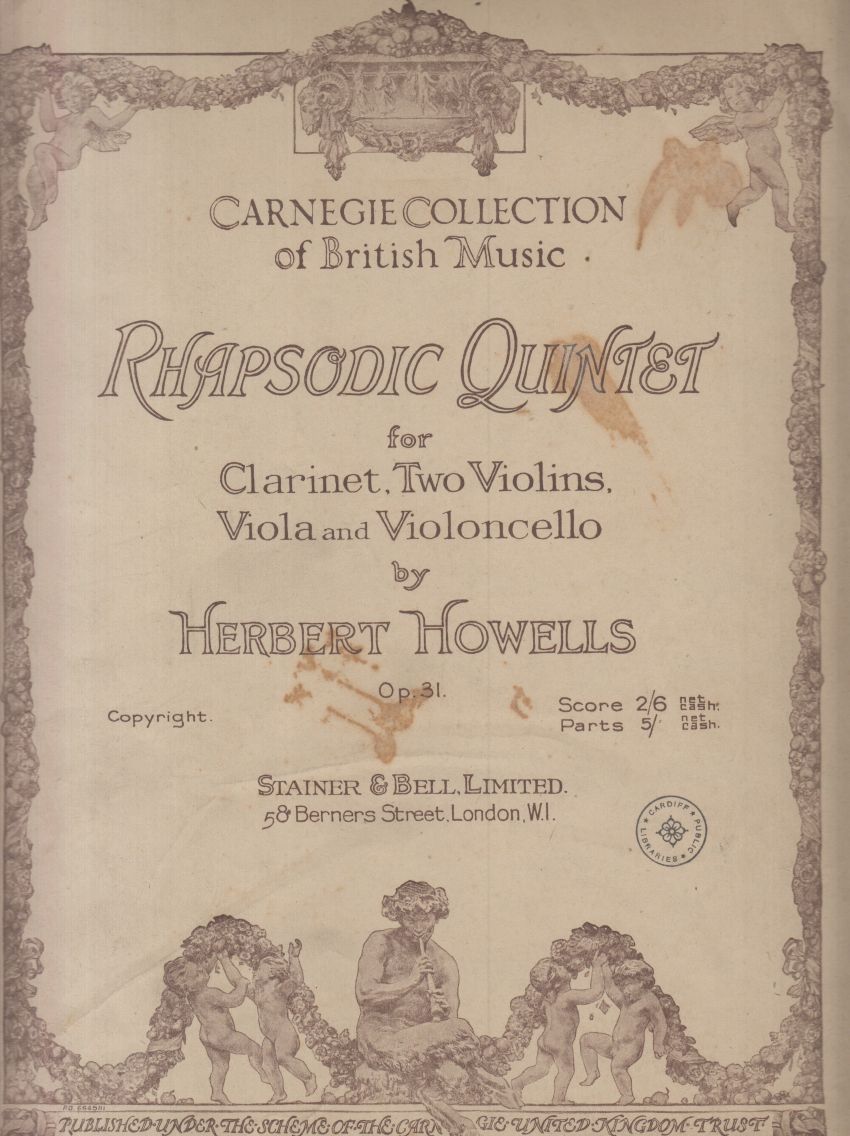 CARNEGIE COLLECTION
of British Music
RHAPSODIC QUINTET
for
Clarinet, Two Violins,
Viola and Violoncello
by
HERBERT HOWELLS
Op. 31.
Copyright.
Score 2/6 net cash.
Parts 5/- net cash.
STAINER & BELL, LIMITED.
58 Berners Street, London, W.1.
CARDIFF PUBLIC LIBRARIES
PUBLISHED·UNDER·THE·SCHEME·OF·THE·CARN GIE·UNITED·KINGDOM·TRUST